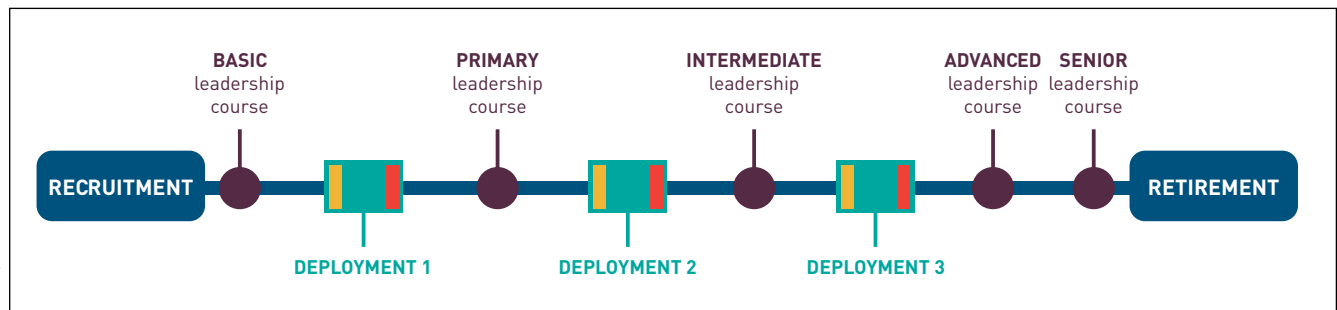 BASIC
leadership
course
PRIMARY
leadership
course
INTERMEDIATE
leadership
course
ADVANCED
leadership
course
SENIOR
leadership
course
RECRUITMENT
RETIREMENT
DEPLOYMENT 1
DEPLOYMENT 2
DEPLOYMENT 3